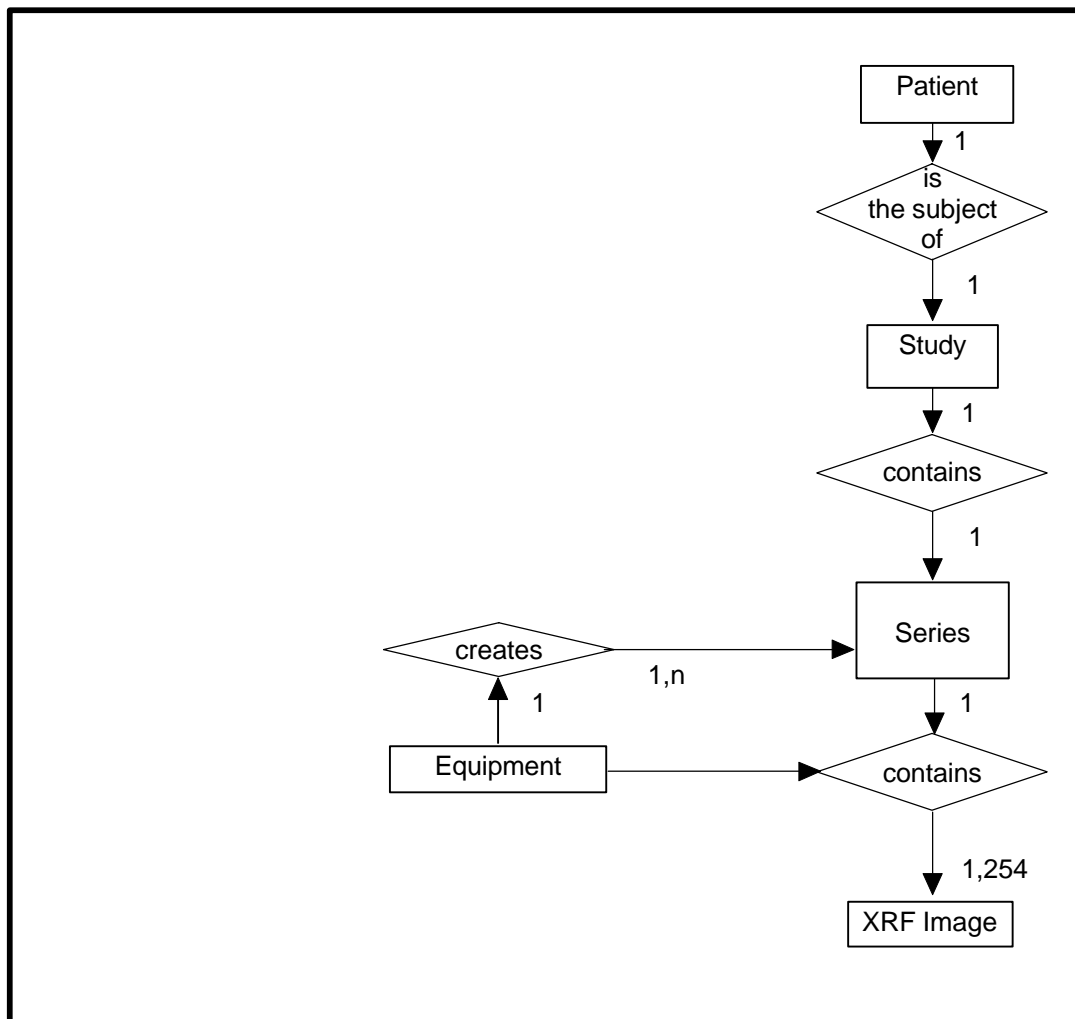 Patient
1
is
the subject
of
1
Study
1
contains
1
Series
creates
1,n
1
1
Equipment
contains
1,254
XRF Image